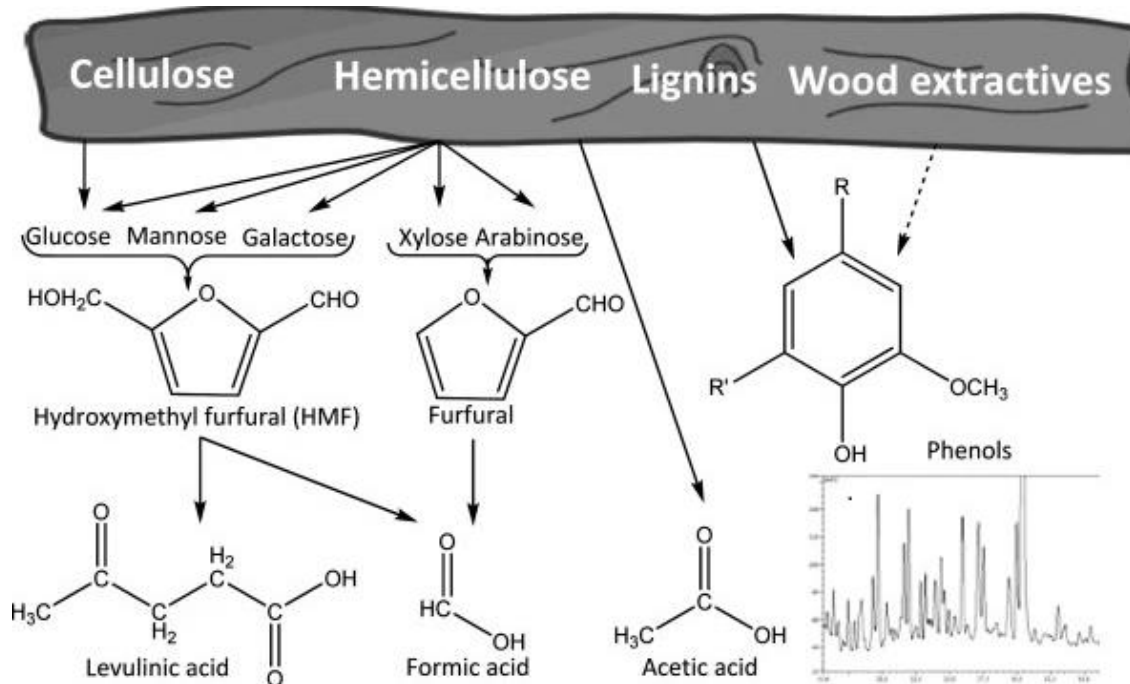 Cellulose Hemicellulose Lignins Wood extractives
Glucose Mannose Galactose Xylose Arabinose
R
HOH₂C O CHO
O CHO
R' OCH₃
OH
Hydroxymethyl furfural (HMF) Furfural
Phenols
O
H₂
C
OH
C
H₃C
C
H₂
C
O
Levulinic acid
O
HC
OH
Formic acid
O
C
H₃C OH
Acetic acid